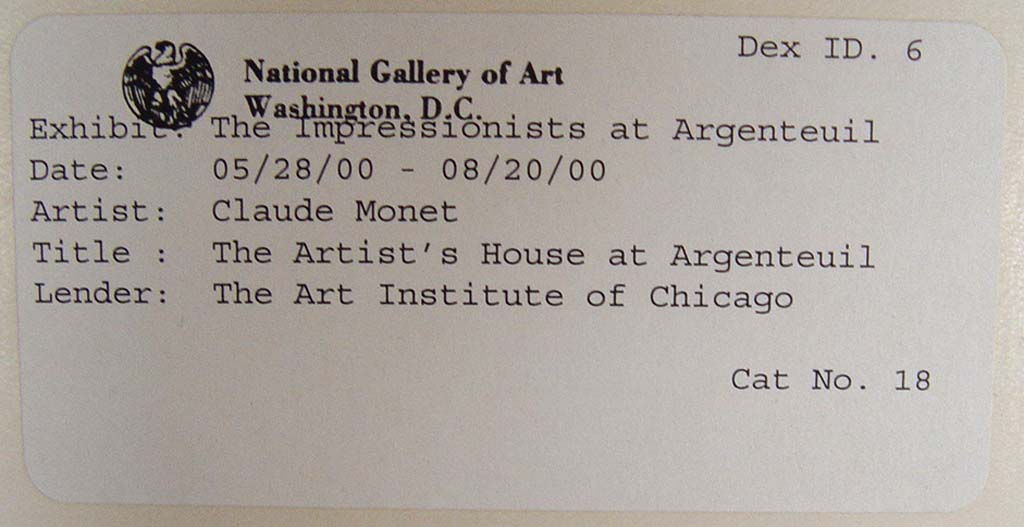 Dex ID. 6
National Gallery of Art
Washington, D.C.
Exhibit: The Impressionists at Argenteuil
Date: 05/28/00 - 08/20/00
Artist: Claude Monet
Title : The Artist's House at Argenteuil
Lender: The Art Institute of Chicago
Cat No. 18